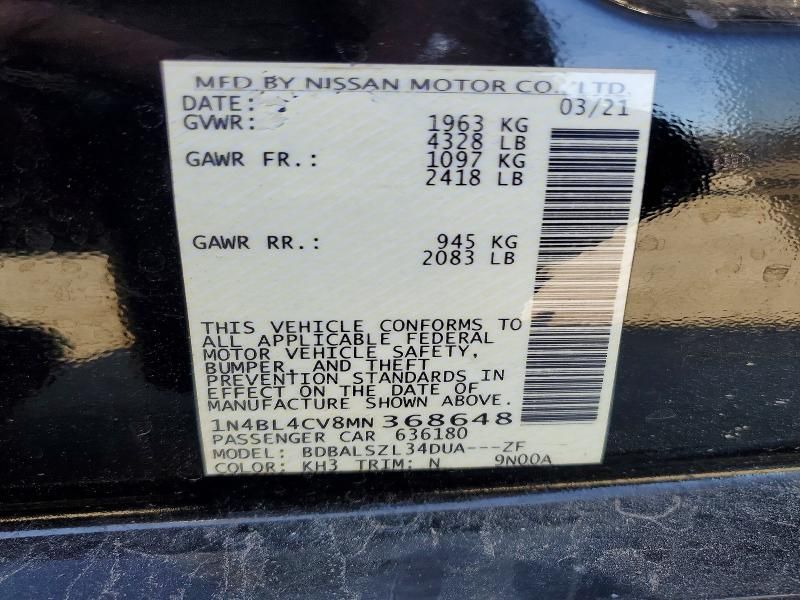 MFD BY NISSAN MOTOR CO., LTD.
DATE: 03/21
GVWR: 1963 KG
4328 LB
GAWR FR.: 1097 KG
2418 LB
GAWR RR.: 945 KG
2083 LB
THIS VEHICLE CONFORMS TO
ALL APPLICABLE FEDERAL
MOTOR VEHICLE SAFETY,
BUMPER, AND THEFT
PREVENTION STANDARDS IN
EFFECT ON THE DATE OF
MANUFACTURE SHOWN ABOVE.
1N4BL4CV8MN368648
PASSENGER CAR 636180
MODEL: BDBALSZL34DUA---ZF
COLOR: KH3 TRIM: N 9N00A